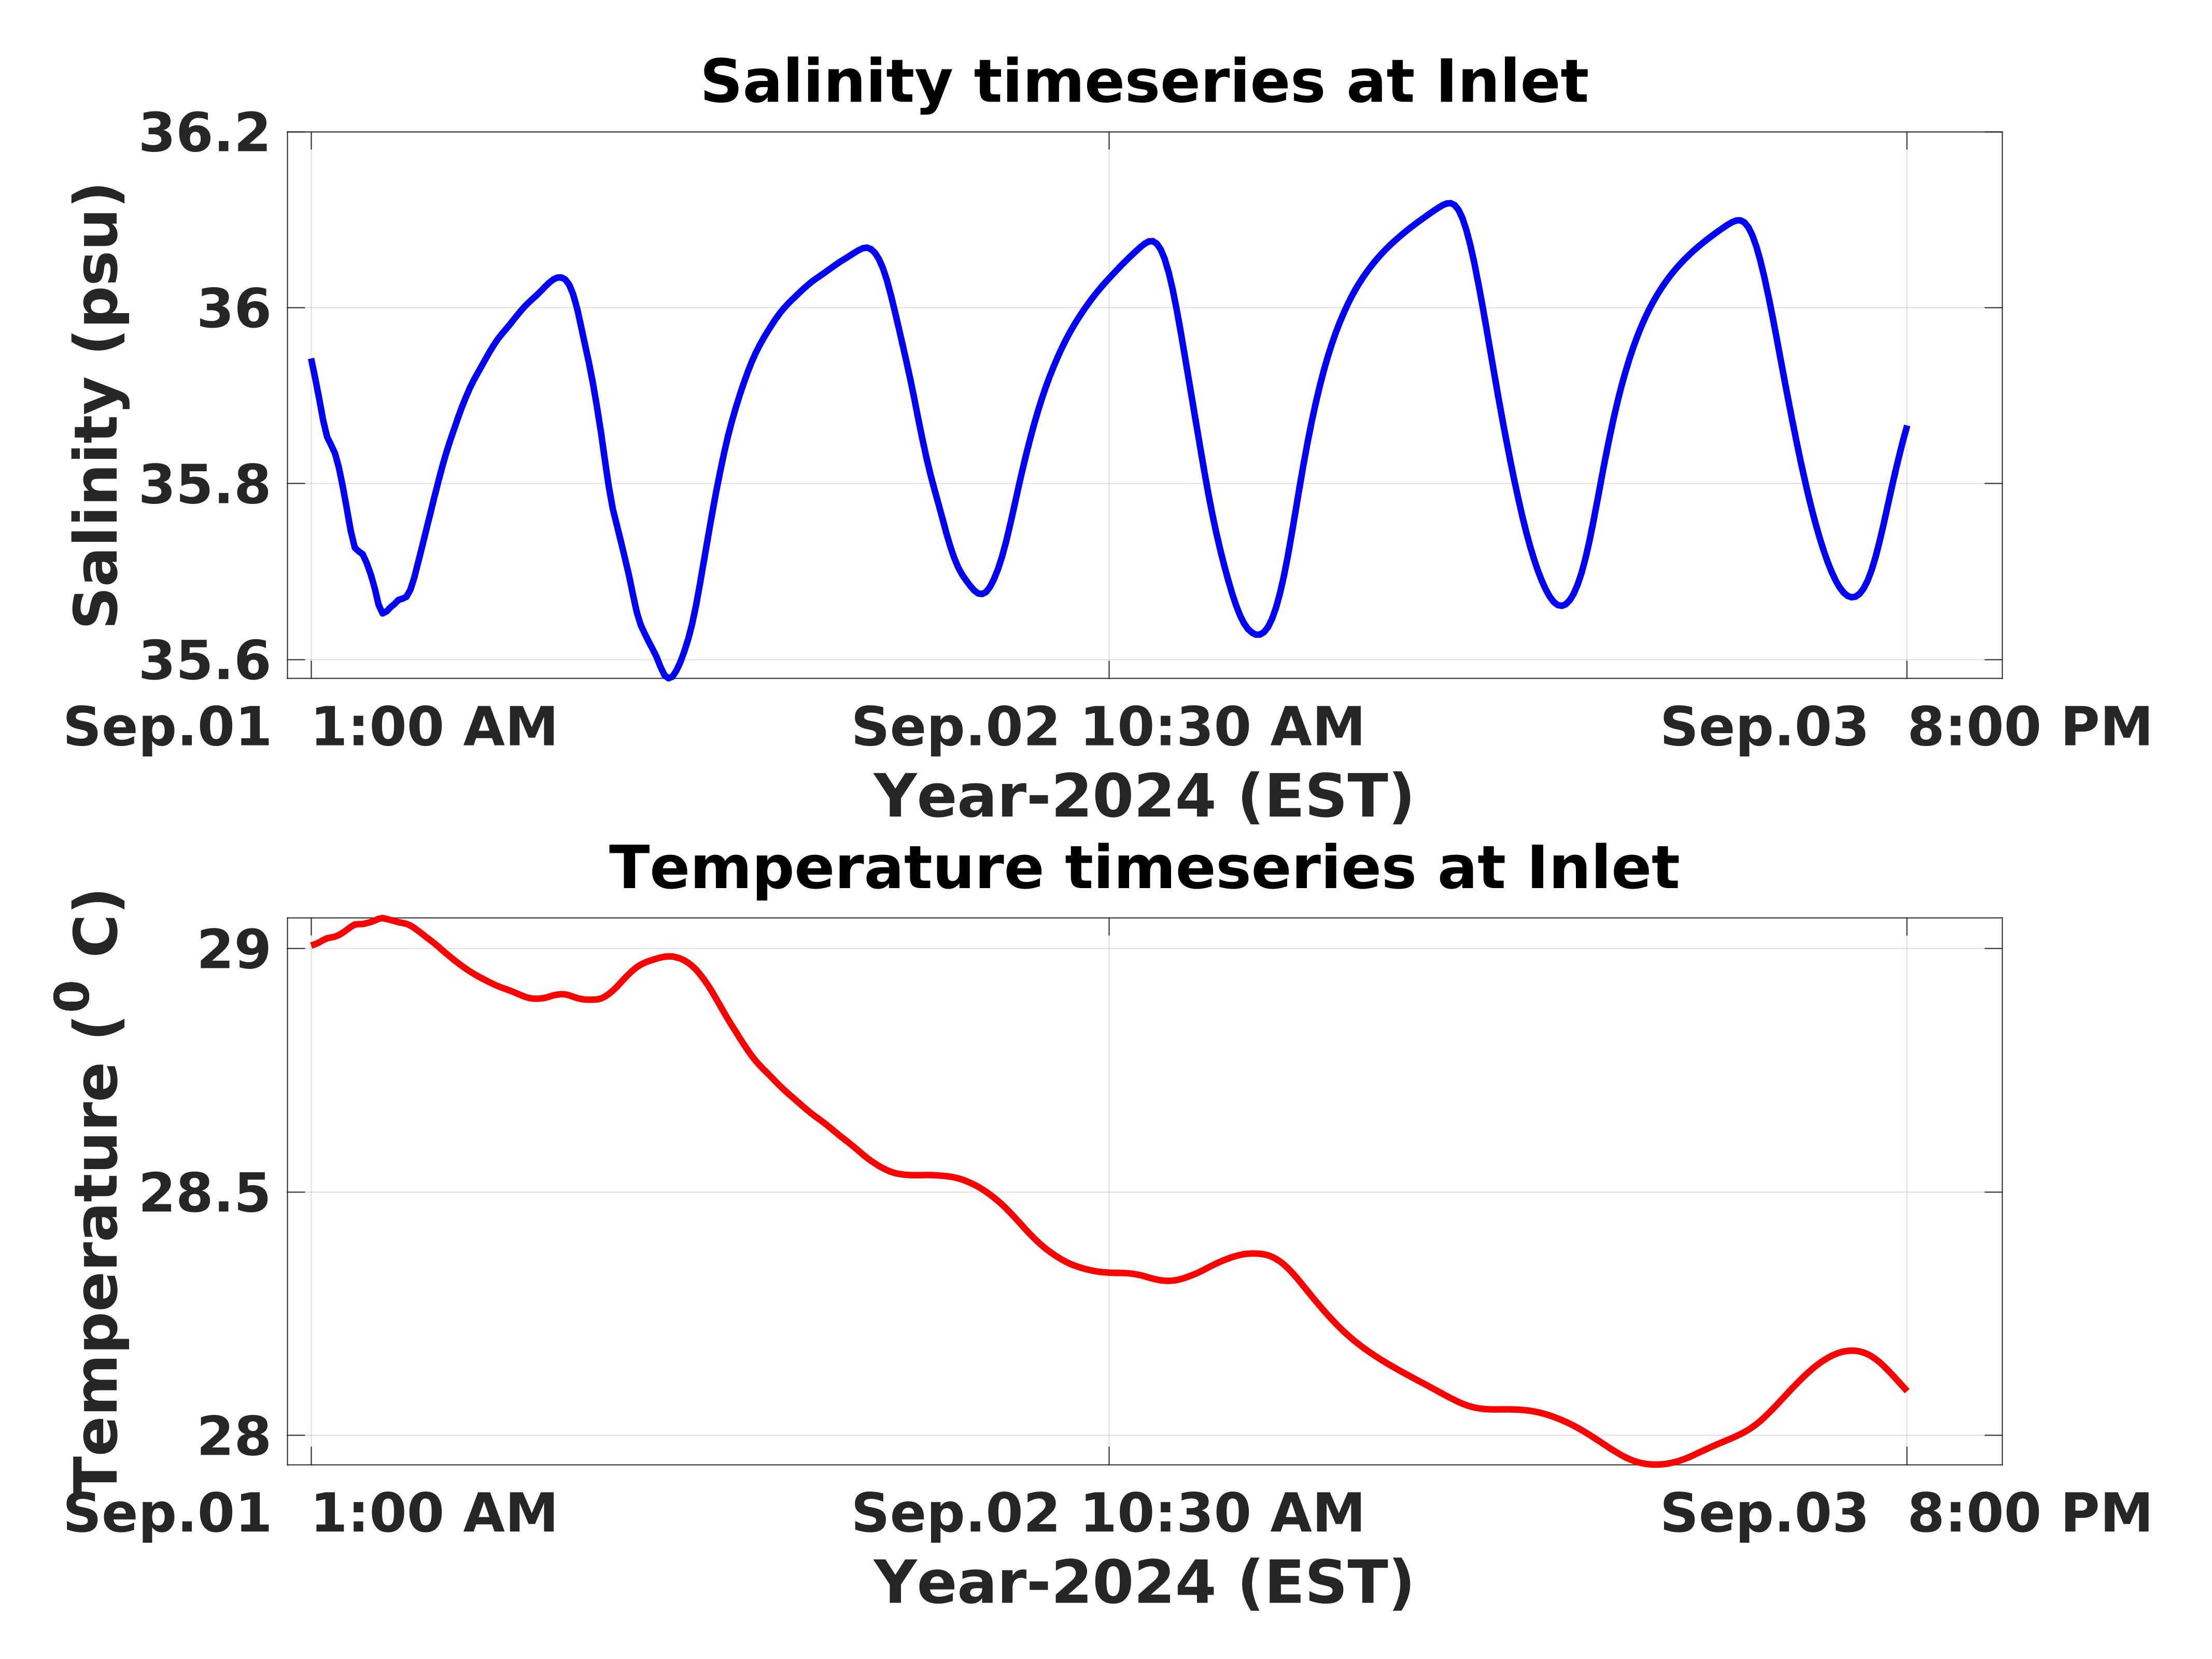 Salinity timeseries at Inlet
Salinity (psu)
36.2
36
35.8
35.6
Sep.01 1:00 AM Sep.02 10:30 AM Sep.03 8:00 PM
Year-2024 (EST)
Temperature timeseries at Inlet
Temperature (⁰ C)
29
28.5
28
Sep.01 1:00 AM Sep.02 10:30 AM Sep.03 8:00 PM
Year-2024 (EST)